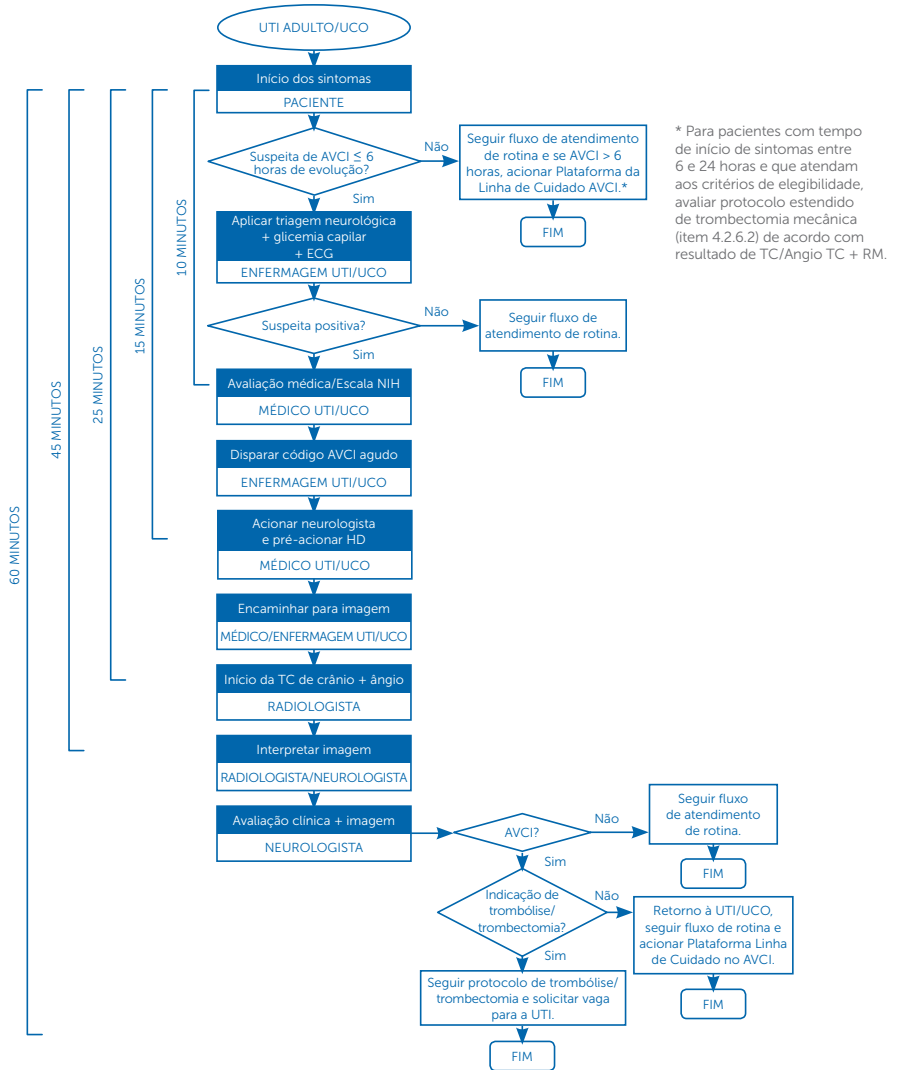 UTI ADULTO/UCO
Início dos sintomas
PACIENTE
Suspeita de AVCI ≤ 6
horas de evolução?
Não
Seguir fluxo de atendimento
de rotina e se AVCI > 6
horas, acionar Plataforma da
Linha de Cuidado AVCI.*
FIM
* Para pacientes com tempo
de início de sintomas entre
6 e 24 horas e que atendam
aos critérios de elegibilidade,
avaliar protocolo estendido
de trombectomia mecânica
(item 4.2.6.2) de acordo com
resultado de TC/Angio TC + RM.
Sim
Aplicar triagem neurológica
+ glicemia capilar
+ ECG
ENFERMAGEM UTI/UCO
Suspeita positiva?
Não
Seguir fluxo de
atendimento de rotina.
FIM
Sim
Avaliação médica/Escala NIH
MÉDICO UTI/UCO
Disparar código AVCI agudo
ENFERMAGEM UTI/UCO
Acionar neurologista
e pré-acionar HD
MÉDICO UTI/UCO
Encaminhar para imagem
MÉDICO/ENFERMAGEM UTI/UCO
Início da TC de crânio + ângio
RADIOLOGISTA
Interpretar imagem
RADIOLOGISTA/NEUROLOGISTA
Avaliação clínica + imagem
NEUROLOGISTA
AVCI?
Não
Seguir fluxo
de atendimento
de rotina.
FIM
Sim
Indicação de
trombólise/
trombectomia?
Não
Retorno à UTI/UCO,
seguir fluxo de rotina e
acionar Plataforma Linha
de Cuidado no AVCI.
FIM
Sim
Seguir protocolo de trombólise/
trombectomia e solicitar vaga
para a UTI.
FIM
10 MINUTOS
15 MINUTOS
25 MINUTOS
45 MINUTOS
60 MINUTOS